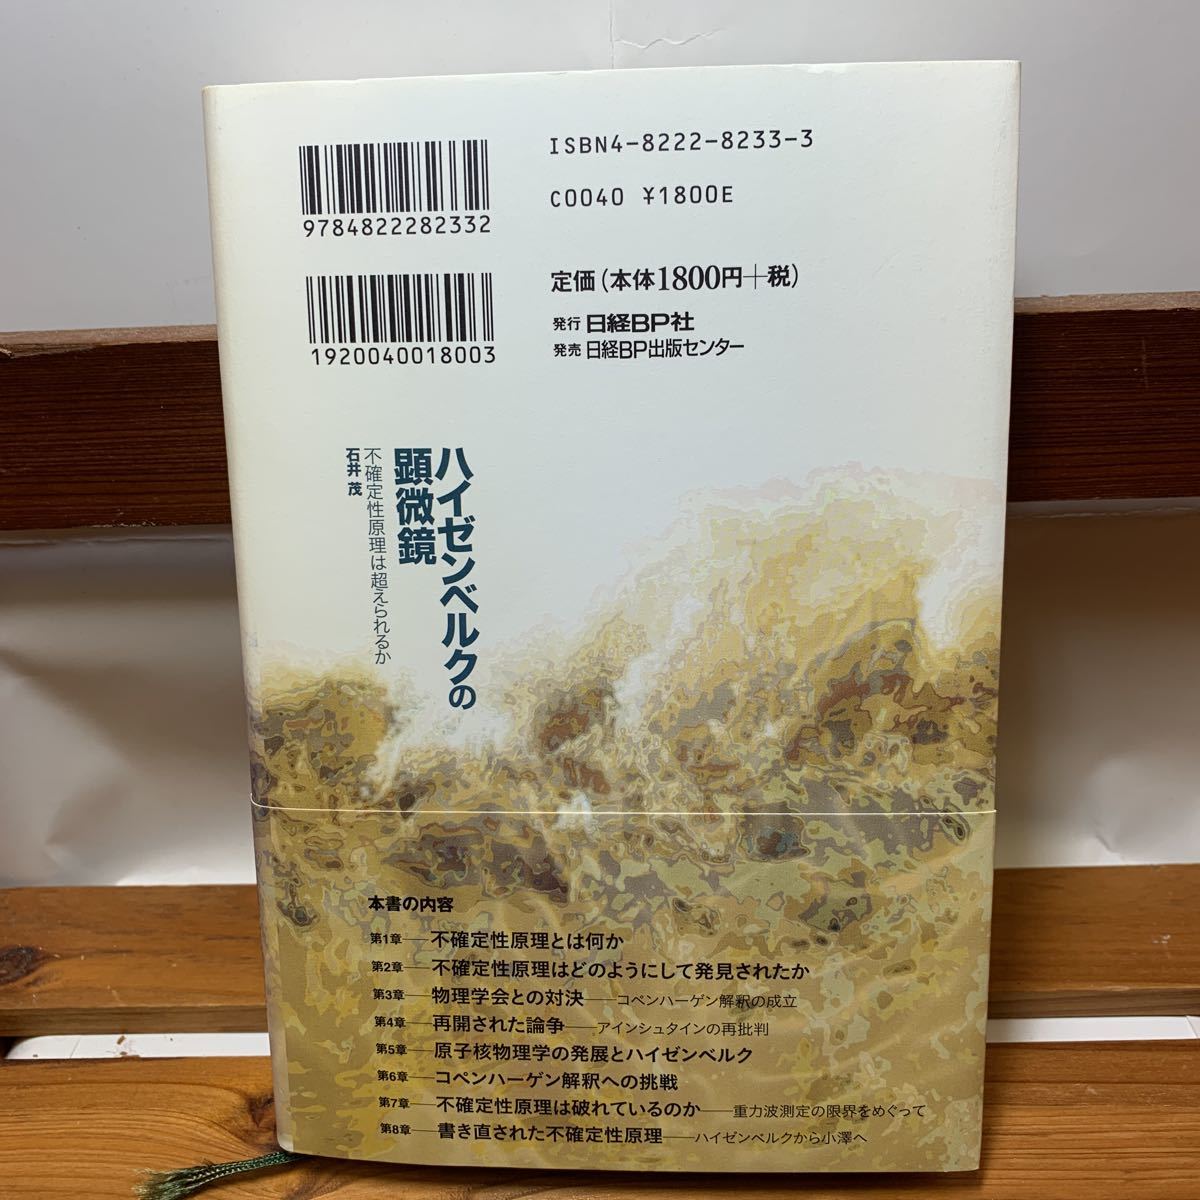 9784822282332
ISBN4-8222-8233-3
C0040 ¥1800E
1920040018003
定価(本体1800円+税)
発行 日経BP社
発売 日経BP出版センター
ハイゼンベルクの
顕微鏡
不確定性原理は超えられるか
石井 茂
本書の内容
第1章──不確定性原理とは何か
第2章──不確定性原理はどのようにして発見されたか
第3章──物理学会との対決──コペンハーゲン解釈の成立
第4章──再開された論争──アインシュタインの再批判
第5章──原子核物理学の発展とハイゼンベルク
第6章──コペンハーゲン解釈への挑戦
第7章──不確定性原理は破れているのか──重力波測定の限界をめぐって
第8章──書き直された不確定性原理──ハイゼンベルクから小澤へ